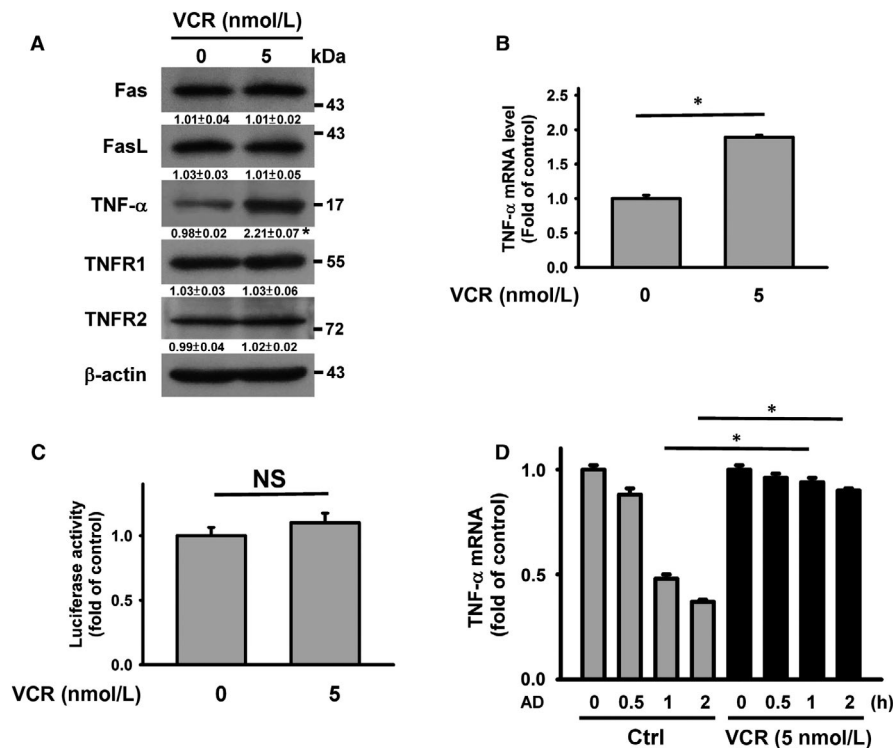 A
VCR (nmol/L)
0 5 kDa
Fas
43
1.01±0.04 1.01±0.02
FasL
43
1.03±0.03 1.01±0.05
TNF-α
17
0.98±0.02 2.21±0.07 *
TNFR1
55
1.03±0.03 1.03±0.06
TNFR2
72
0.99±0.04 1.02±0.02
β-actin
43
B
*
TNF-α mRNA level
(Fold of control)
2.5
2.0
1.5
1.0
0.5
0.0
VCR (nmol/L) 0 5
C
NS
Luciferase activity
(fold of control)
1.0
0.5
0.0
VCR (nmol/L) 0 5
D
*
*
TNF-α mRNA
(fold of control)
1.0
0.5
0.0
AD 0 0.5 1 2 0 0.5 1 2 (h)
Ctrl VCR (5 nmol/L)